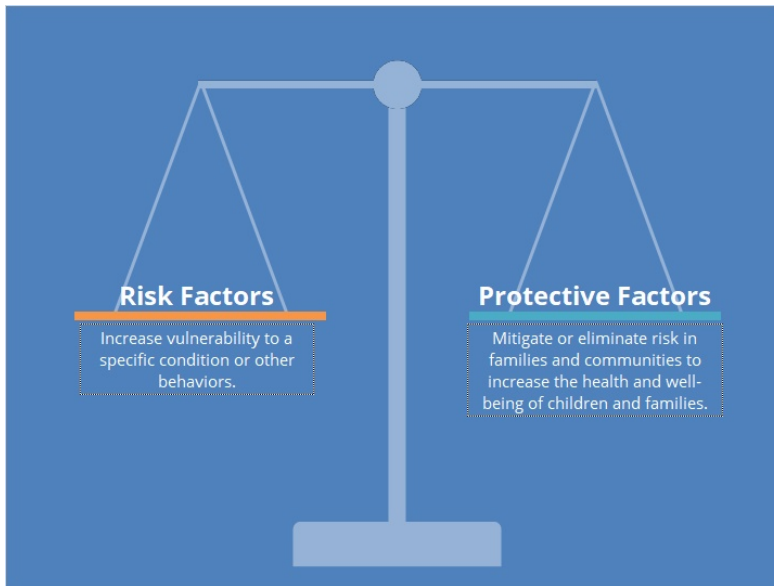 Risk Factors
Increase vulnerability to a
specific condition or other
behaviors.
Protective Factors
Mitigate or eliminate risk in
families and communities to
increase the health and well-
being of children and families.